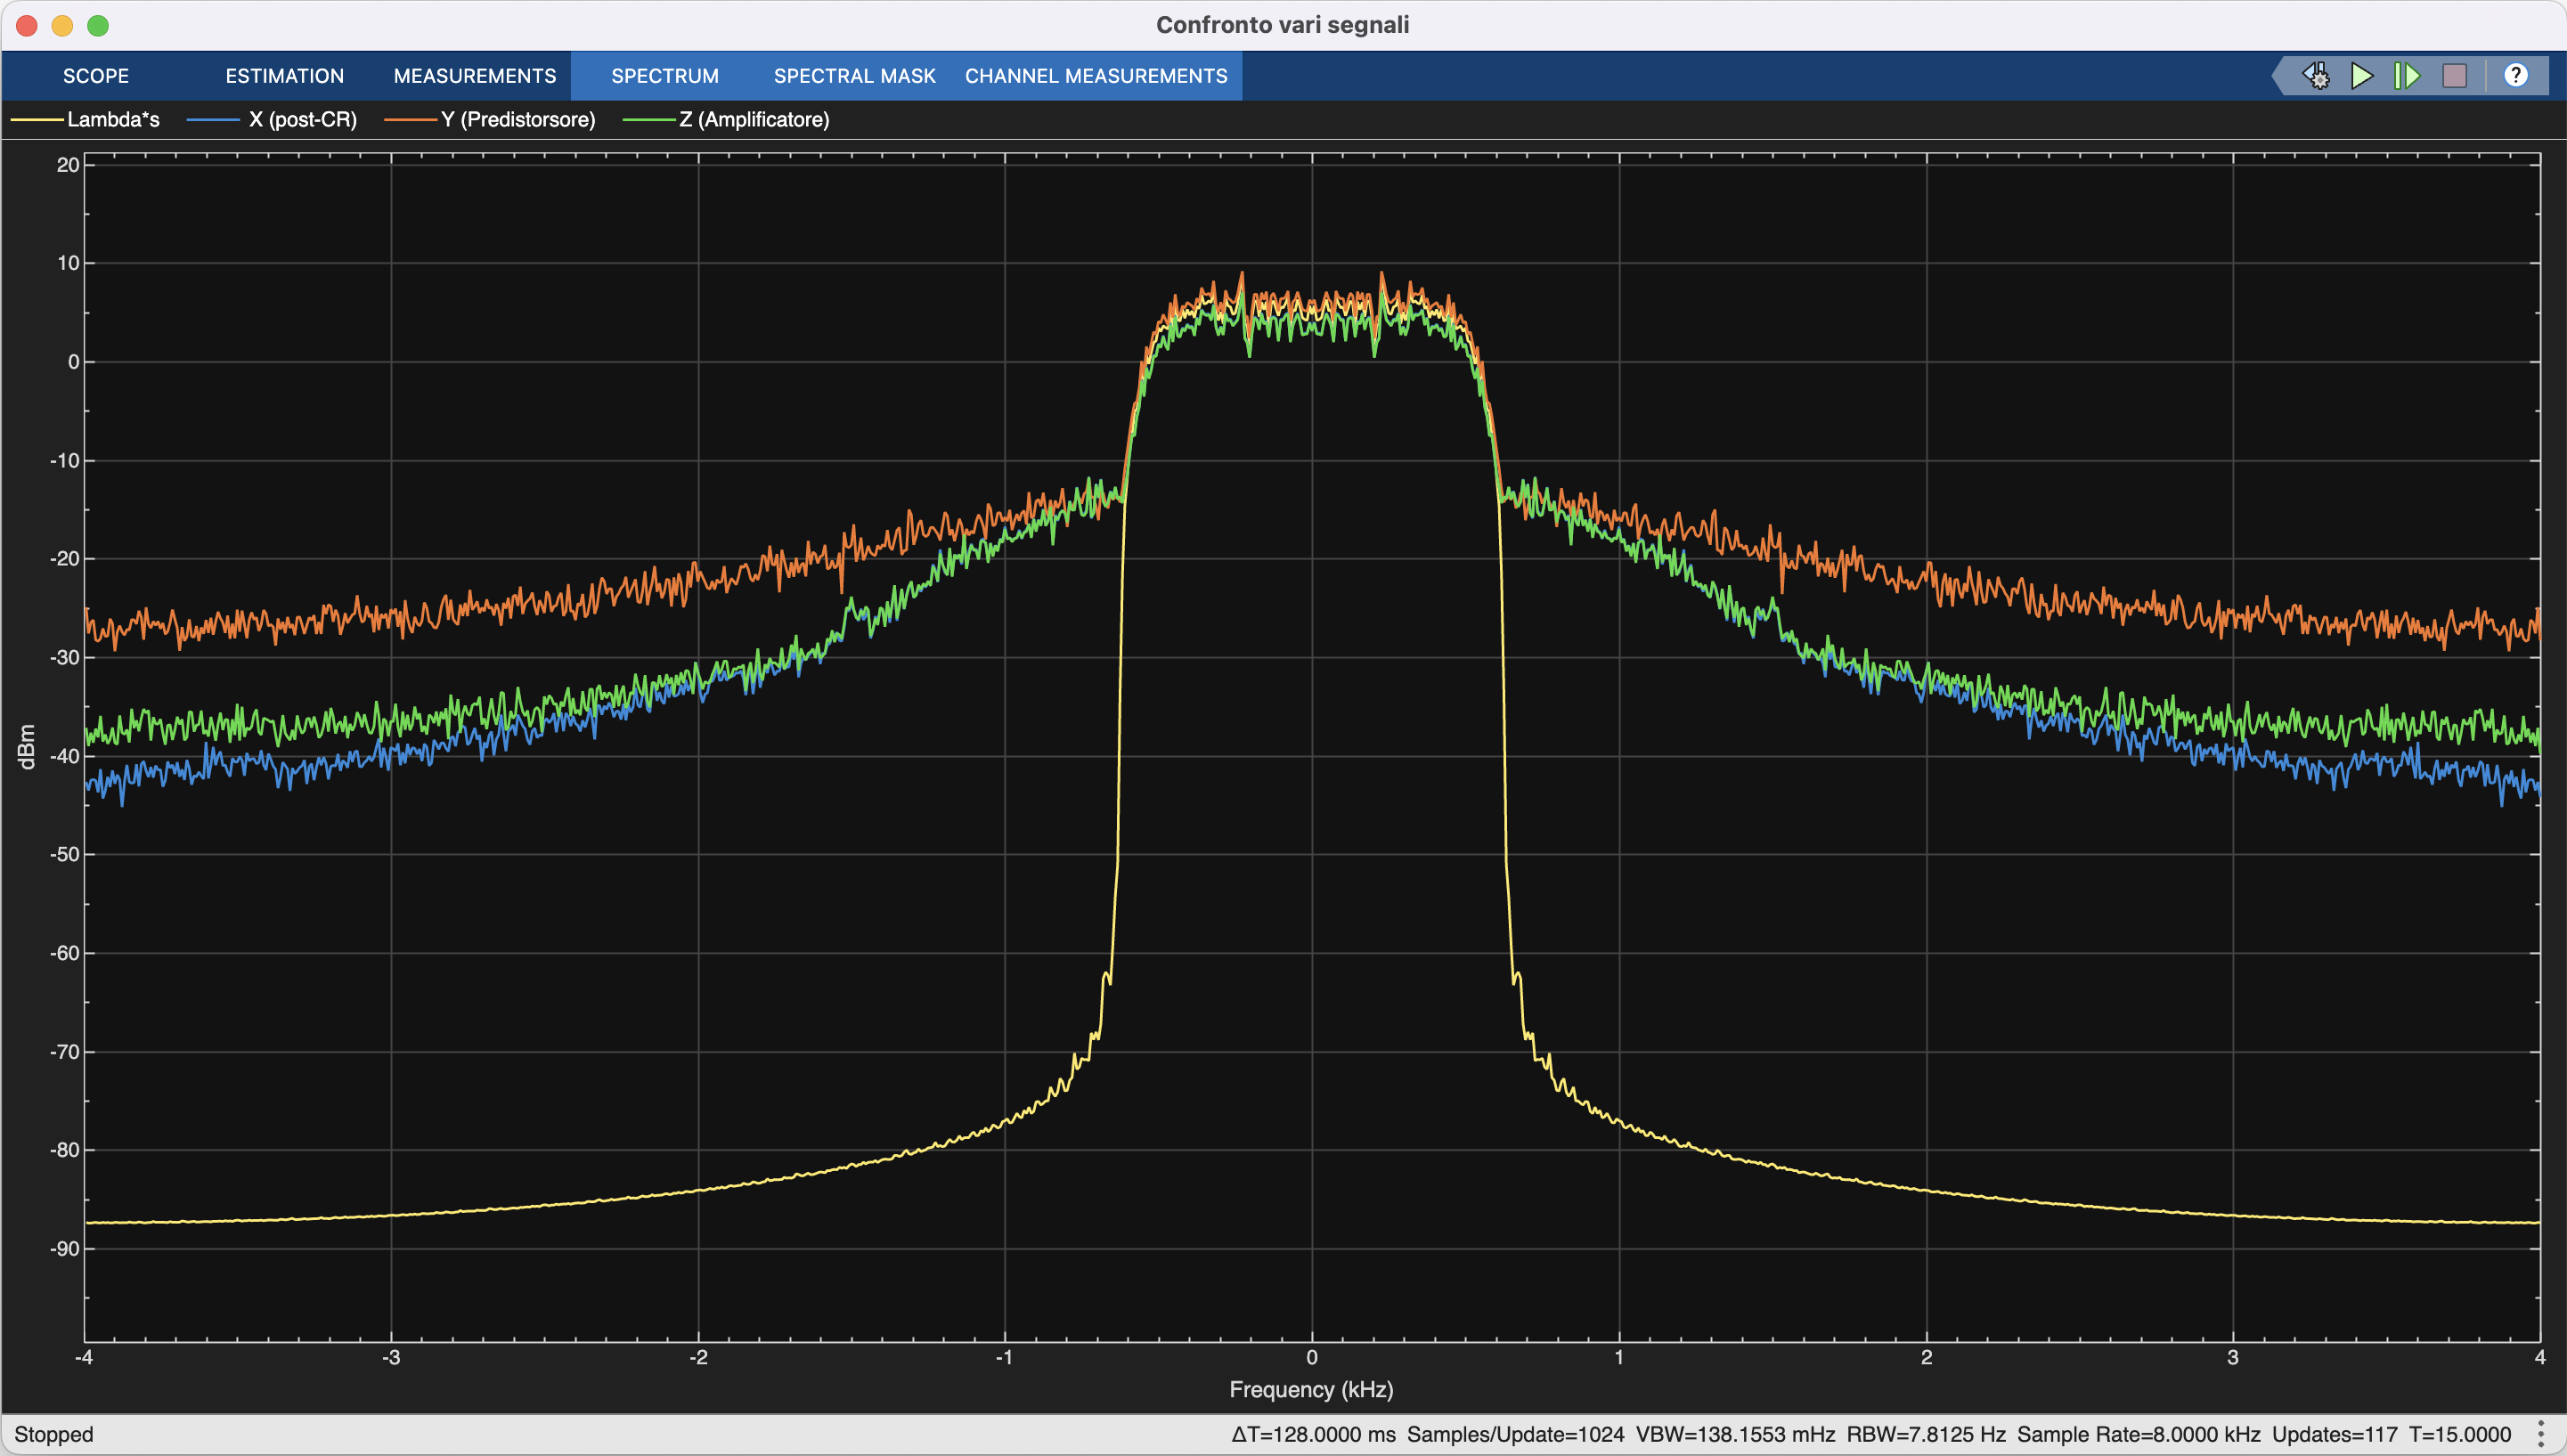 Confronto vari segnali
SCOPE ESTIMATION MEASUREMENTS SPECTRUM SPECTRAL MASK CHANNEL MEASUREMENTS ?
Lambda*s X (post-CR) Y (Predistorsore) Z (Amplificatore)
20
10
0
-10
-20
-30
-40
-50
-60
-70
-80
-90
dBm
-4 -3 -2 -1 0 1 2 3 4
Frequency (kHz)
Stopped ΔT=128.0000 ms Samples/Update=1024 VBW=138.1553 mHz RBW=7.8125 Hz Sample Rate=8.0000 kHz Updates=117 T=15.0000